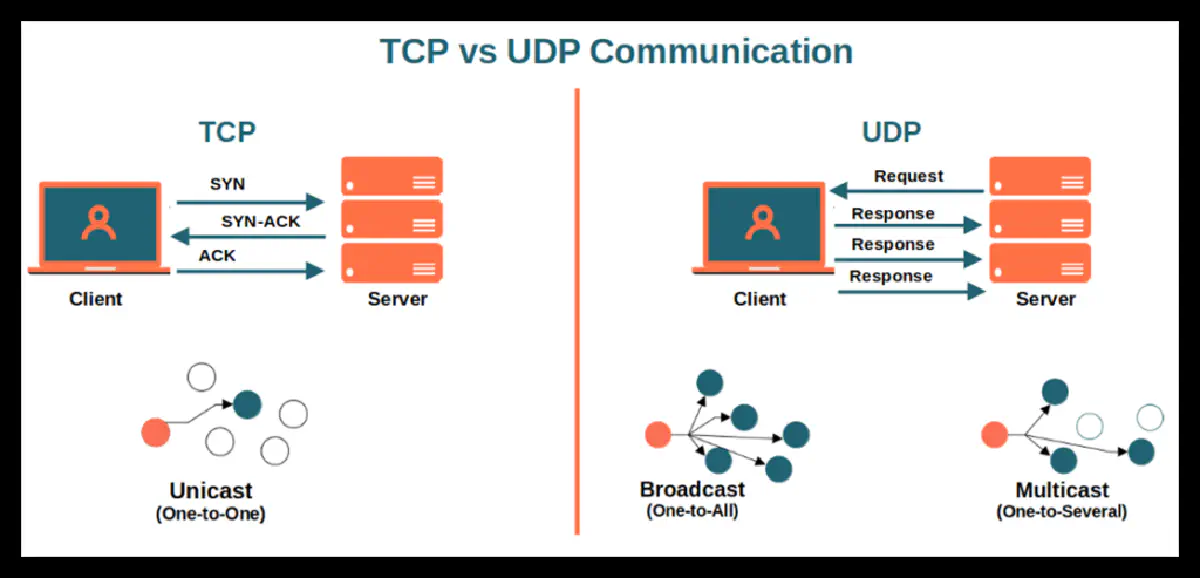 TCP vs UDP Communication
TCP
SYN
SYN-ACK
ACK
Client
Server
Unicast
(One-to-One)
UDP
Request
Response
Response
Response
Client
Server
Broadcast
(One-to-All)
Multicast
(One-to-Several)